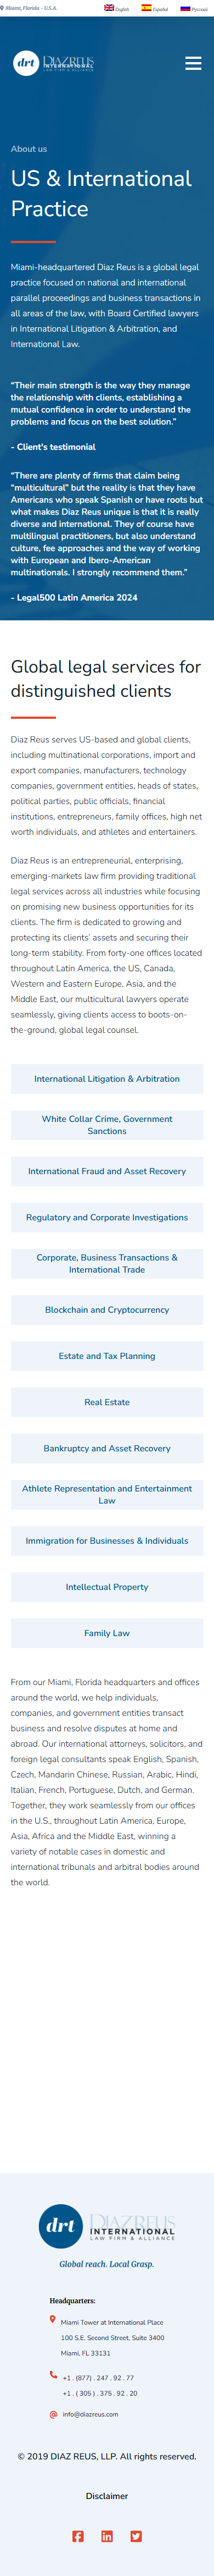 Miami, Florida - U.S.A.
English
Español
Русский
drt DIAZREUS
INTERNATIONAL
LAW FIRM & ALLIANCE
About us
US & International
Practice
Miami-headquartered Diaz Reus is a global legal
practice focused on national and international
parallel proceedings and business transactions in
all areas of the law, with Board Certified lawyers
in International Litigation & Arbitration, and
International Law.
“Their main strength is the way they manage
the relationship with clients, establishing a
mutual confidence in order to understand the
problems and focus on the best solution.”
- Client's testimonial
“There are plenty of firms that claim being
“multicultural” but the reality is that they have
Americans who speak Spanish or have roots but
what makes Diaz Reus unique is that it is really
diverse and international. They of course have
multilingual practitioners, but also understand
culture, fee approaches and the way of working
with European and Ibero-American
multinationals. I strongly recommend them.”
- Legal500 Latin America 2024
Global legal services for
distinguished clients
Diaz Reus serves US-based and global clients,
including multinational corporations, import and
export companies, manufacturers, technology
companies, government entities, heads of states,
political parties, public officials, financial
institutions, entrepreneurs, family offices, high net
worth individuals, and athletes and entertainers.
Diaz Reus is an entrepreneurial, enterprising,
emerging-markets law firm providing traditional
legal services across all industries while focusing
on promising new business opportunities for its
clients. The firm is dedicated to growing and
protecting its clients’ assets and securing their
long-term stability. From forty-one offices located
throughout Latin America, the US, Canada,
Western and Eastern Europe, Asia, and the
Middle East, our multicultural lawyers operate
seamlessly, giving clients access to boots-on-
the-ground, global legal counsel.
International Litigation & Arbitration
White Collar Crime, Government
Sanctions
International Fraud and Asset Recovery
Regulatory and Corporate Investigations
Corporate, Business Transactions &
International Trade
Blockchain and Cryptocurrency
Estate and Tax Planning
Real Estate
Bankruptcy and Asset Recovery
Athlete Representation and Entertainment
Law
Immigration for Businesses & Individuals
Intellectual Property
Family Law
From our Miami, Florida headquarters and offices
around the world, we help individuals,
companies, and government entities transact
business and resolve disputes at home and
abroad. Our international attorneys, solicitors, and
foreign legal consultants speak English, Spanish,
Czech, Mandarin Chinese, Russian, Arabic, Hindi,
Italian, French, Portuguese, Dutch, and German.
Together, they work seamlessly from our offices
in the U.S., throughout Latin America, Europe,
Asia, Africa and the Middle East, winning a
variety of notable cases in domestic and
international tribunals and arbitral bodies around
the world.
drt DIAZREUS
INTERNATIONAL
LAW FIRM & ALLIANCE
Global reach. Local Grasp.
Headquarters:
Miami Tower at International Place
100 S.E. Second Street, Suite 3400
Miami, FL 33131
+1 . (877) . 247 . 92 . 77
+1 . ( 305 ) . 375 . 92 . 20
info@diazreus.com
© 2019 DIAZ REUS, LLP. All rights reserved.
Disclaimer